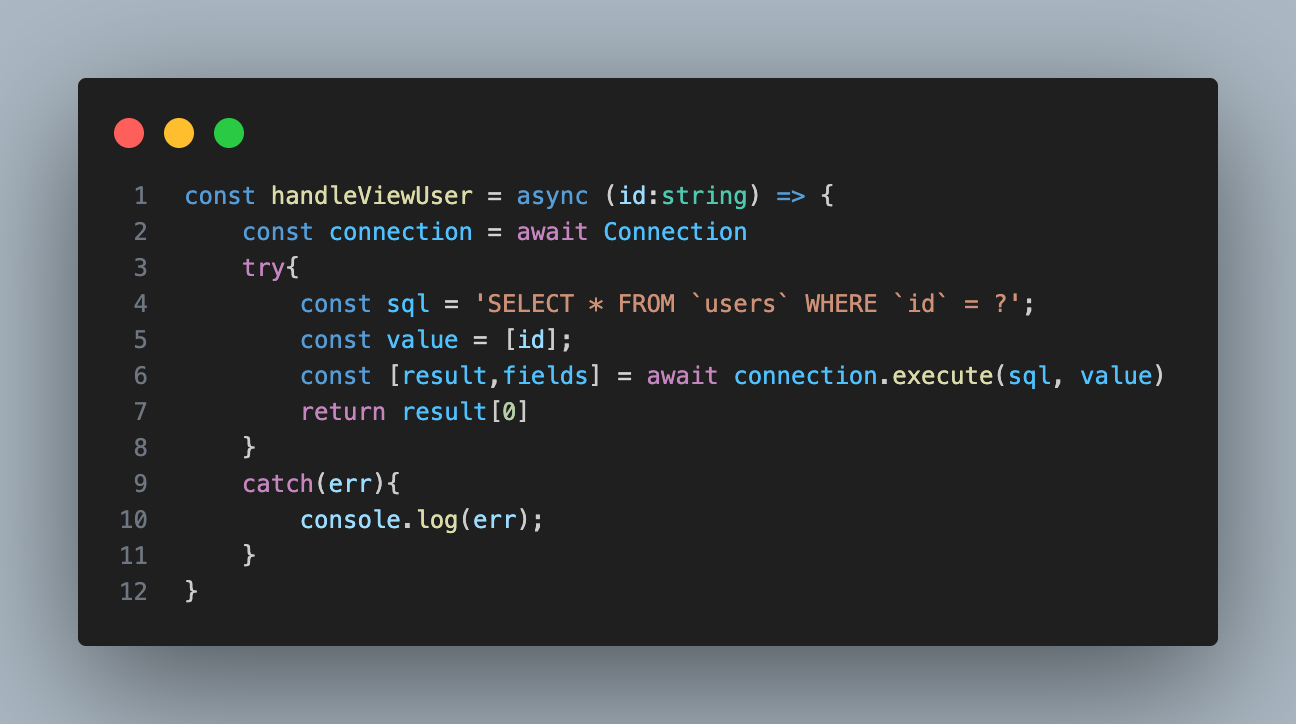 1 const handleViewUser = async (id:string) => {
2     const connection = await Connection
3     try{
4         const sql = 'SELECT * FROM `users` WHERE `id` = ?';
5         const value = [id];
6         const [result,fields] = await connection.execute(sql, value)
7         return result[0]
8     }
9     catch(err){
10         console.log(err);
11     }
12 }